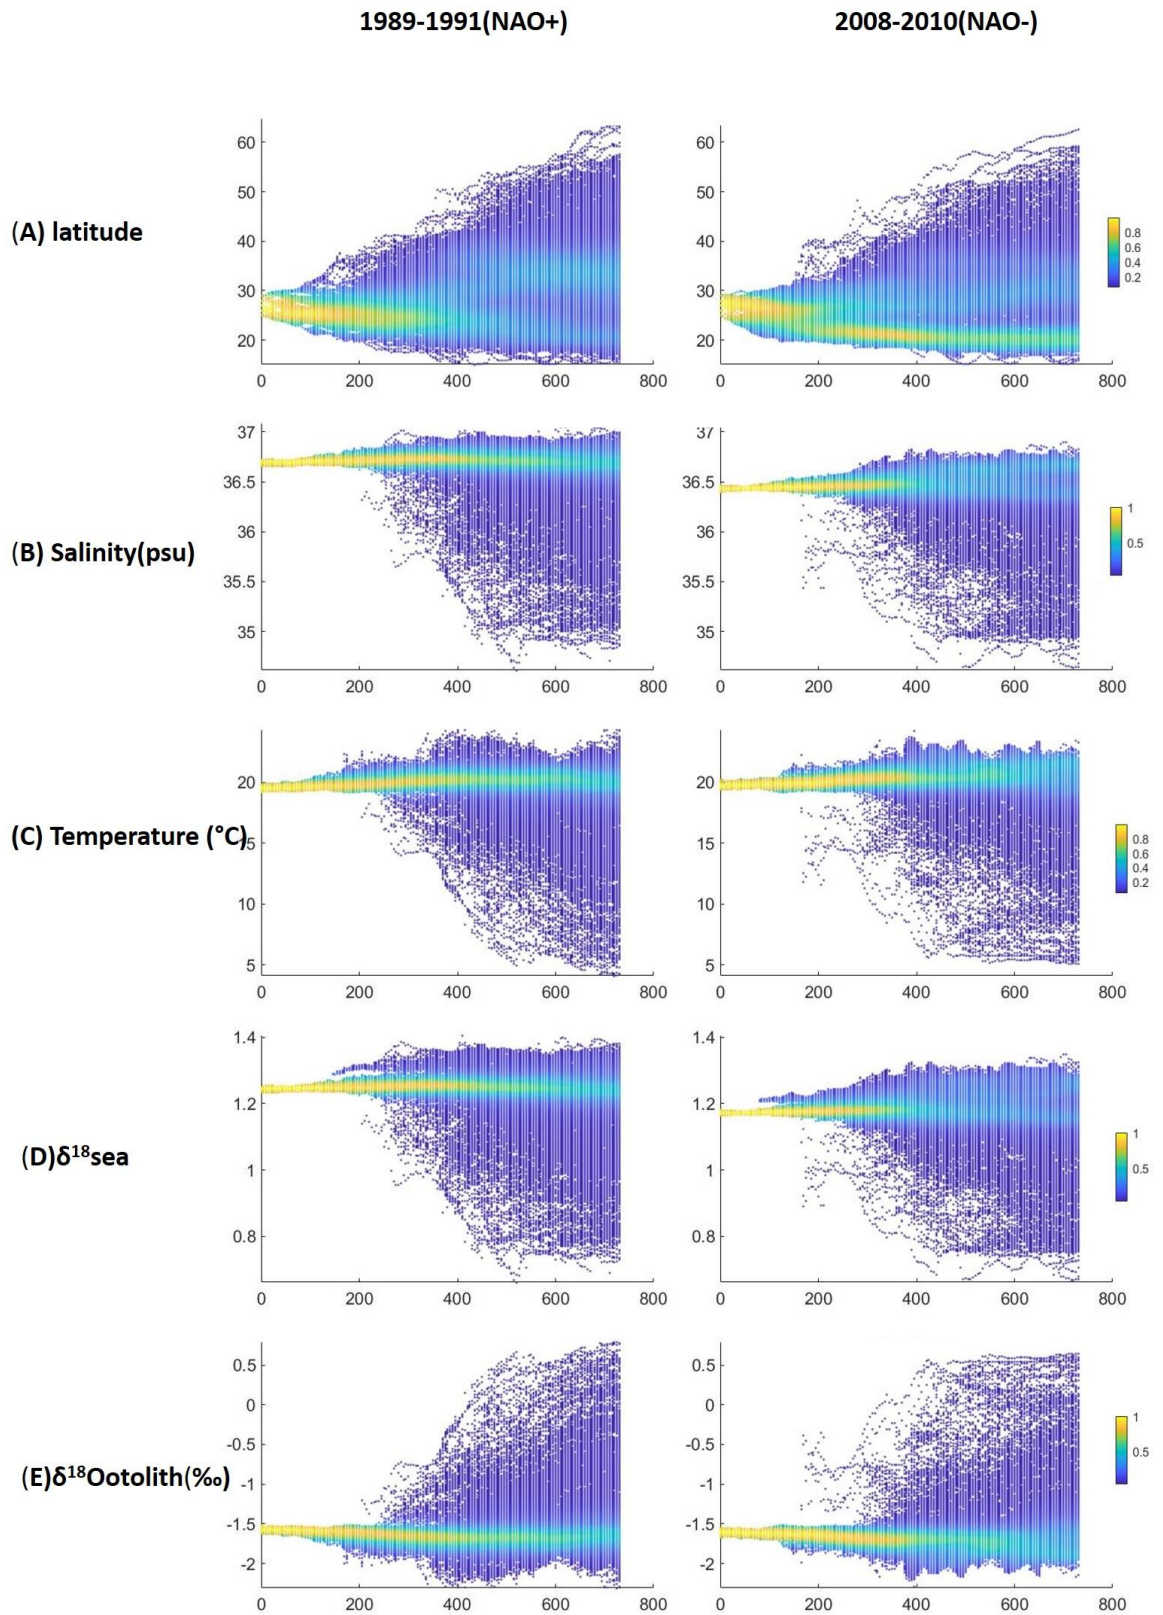 1989-1991(NAO+) 2008-2010(NAO-)
(A) latitude
60 50 40 30 20
0 200 400 600 800
60 50 40 30 20
0 200 400 600 800
0.8 0.6 0.4 0.2
(B) Salinity(psu)
37 36.5 36 35.5 35
0 200 400 600 800
37 36.5 36 35.5 35
0 200 400 600 800
1 0.5
(C) Temperature (°C)
20 15 10 5
0 200 400 600 800
20 15 10 5
0 200 400 600 800
0.8 0.6 0.4 0.2
(D)δ¹⁸sea
1.4 1.2 1 0.8
0 200 400 600 800
1.4 1.2 1 0.8
0 200 400 600 800
1 0.5
(E)δ¹⁸Ootolith(‰)
0.5 0 -0.5 -1 -1.5 -2
0 200 400 600 800
0.5 0 -0.5 -1 -1.5 -2
0 200 400 600 800
1 0.5